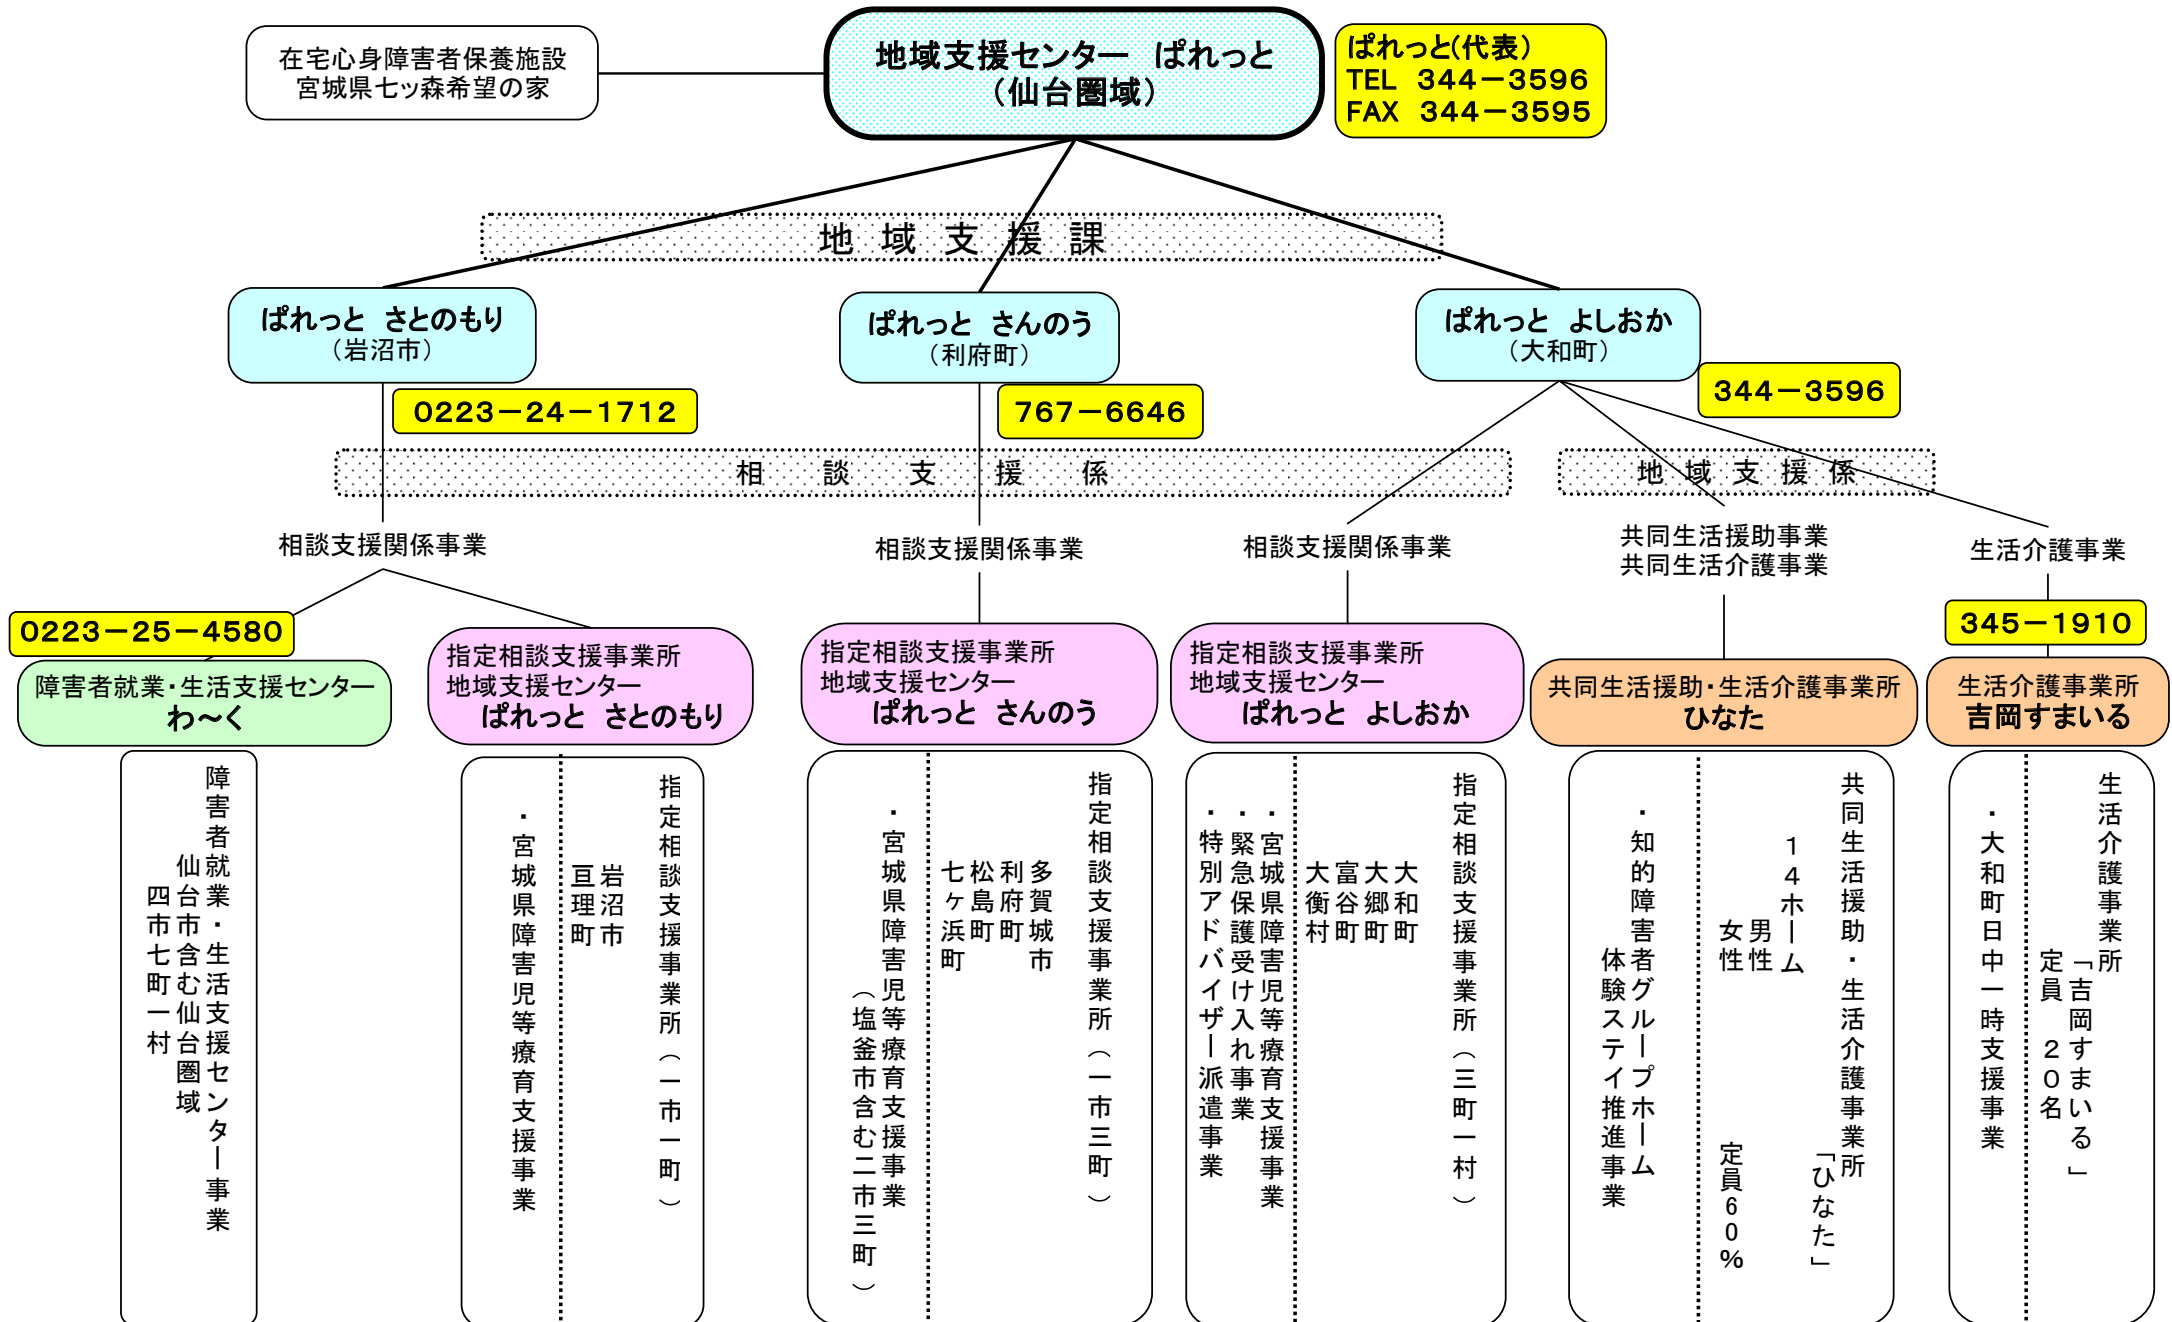 在宅心身障害者保養施設
宮城県七ッ森希望の家
地域支援センター　ぱれっと
（仙台圏域）
ぱれっと(代表)
TEL　344－3596
FAX　344－3595
地　域　支　援　課
ぱれっと　さとのもり
（岩沼市）
ぱれっと　さんのう
（利府町）
ぱれっと　よしおか
（大和町）
0223－24－1712
767－6646
344－3596
相　談　支　援　係
地　域　支　援　係
相談支援関係事業
相談支援関係事業
相談支援関係事業
共同生活援助事業
共同生活介護事業
生活介護事業
0223－25－4580
345－1910
障害者就業・生活支援センター
わ～く
指定相談支援事業所
地域支援センター
ぱれっと　さとのもり
指定相談支援事業所
地域支援センター
ぱれっと　さんのう
指定相談支援事業所
地域支援センター
ぱれっと　よしおか
共同生活援助・生活介護事業所
ひなた
生活介護事業所
吉岡すまいる
障害者就業・生活支援センター事業
仙台市含む仙台圏域
四市七町一村
指定相談支援事業所（一市一町）
岩沼市
亘理町
・宮城県障害児等療育支援事業
指定相談支援事業所（一市三町）
多賀城市
利府町
松島町
七ヶ浜町
・宮城県障害児等療育支援事業
（塩釜市含む二市三町）
指定相談支援事業所（三町一村）
大和町
大郷町
富谷町
大衡村
・宮城県障害児等療育支援事業
・緊急保護受け入れ事業
・特別アドバイザー派遣事業
共同生活援助・生活介護事業所
「ひなた」
１４ホーム
男性
女性　定員６０％
・知的障害者グループホーム
体験ステイ推進事業
生活介護事業所
「吉岡すまいる」
定員　２０名
・大和町日中一時支援事業